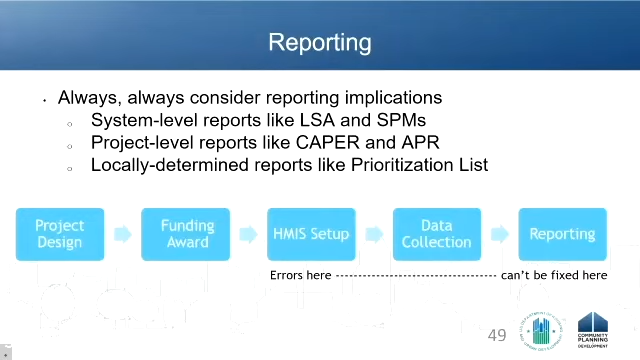 Reporting
• Always, always consider reporting implications
o System-level reports like LSA and SPMs
o Project-level reports like CAPER and APR
o Locally-determined reports like Prioritization List
Project Design
Funding Award
HMIS Setup
Data Collection
Reporting
Errors here ---------------------------------- can't be fixed here
49
COMMUNITY
PLANNING
DEVELOPMENT